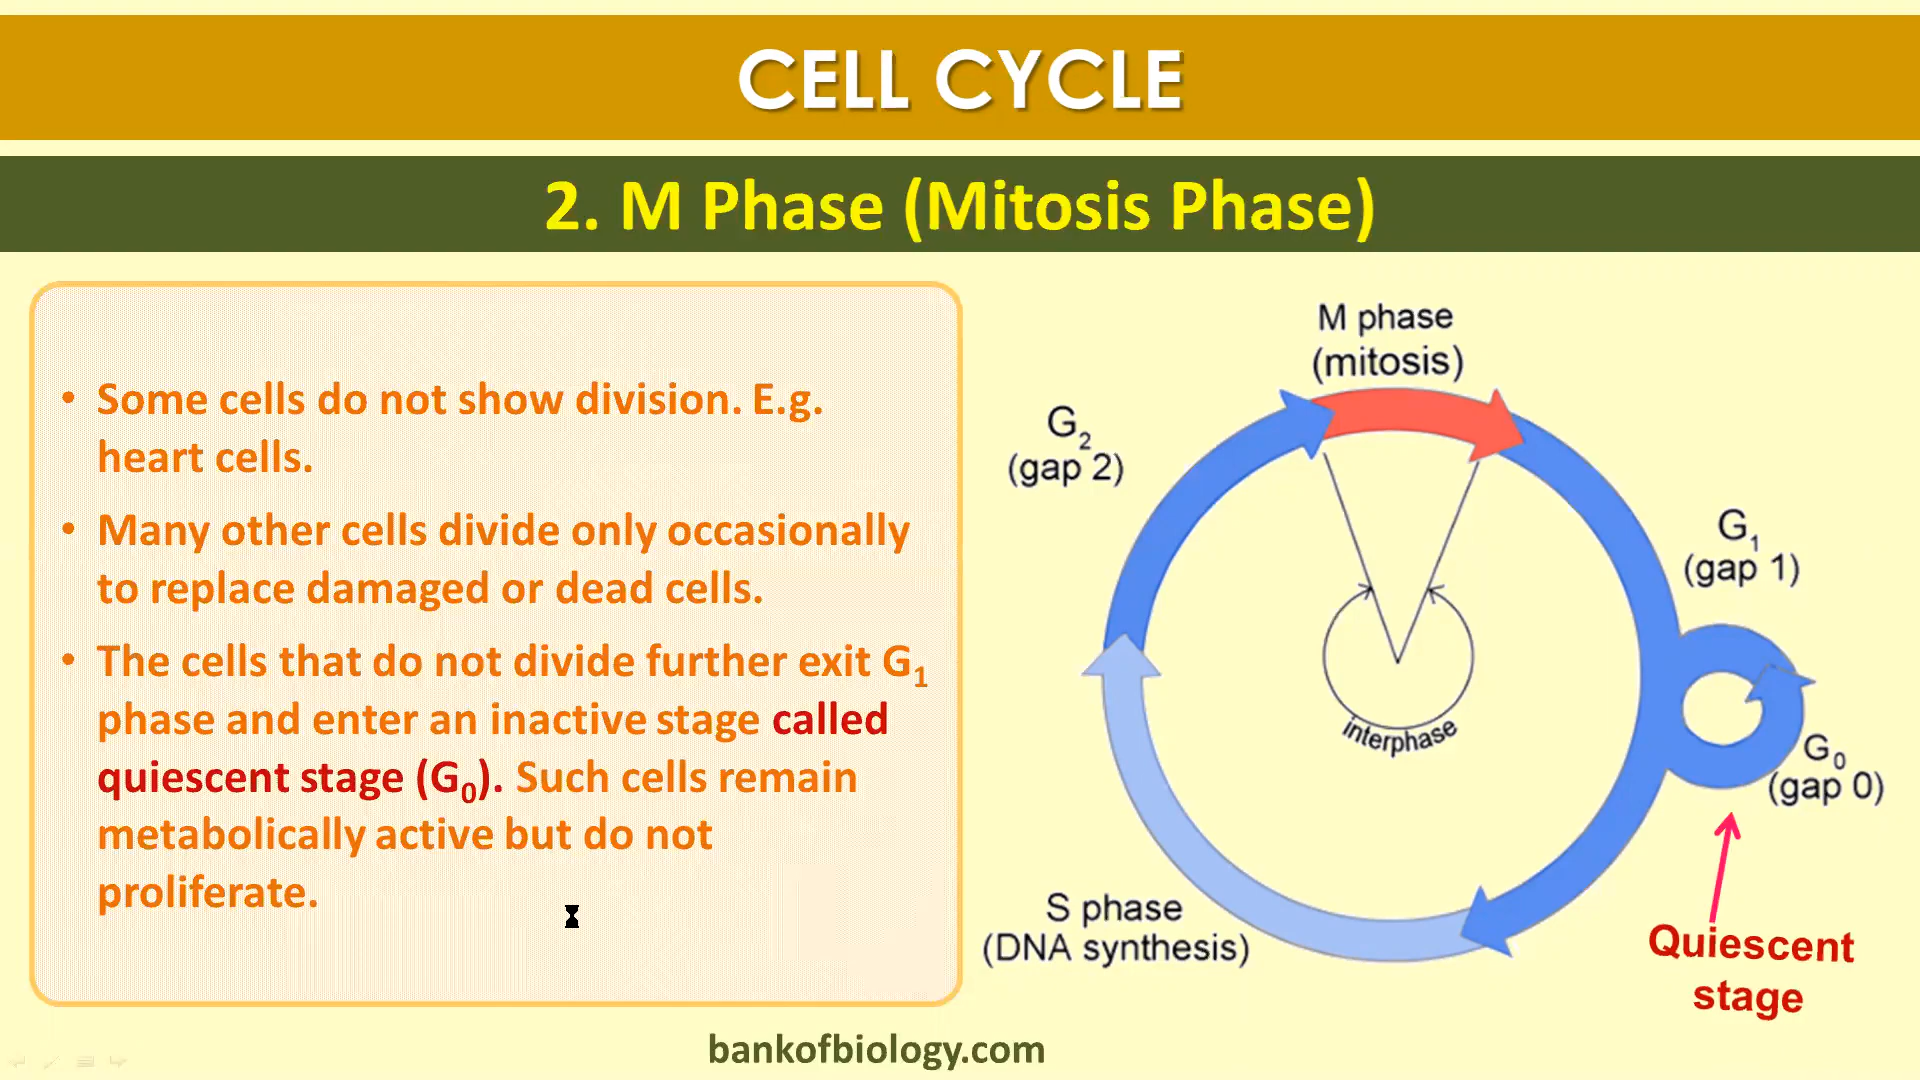 CELL CYCLE
2. M Phase (Mitosis Phase)
• Some cells do not show division. E.g.
heart cells.
• Many other cells divide only occasionally
to replace damaged or dead cells.
• The cells that do not divide further exit G₁
phase and enter an inactive stage called
quiescent stage (G₀). Such cells remain
metabolically active but do not
proliferate.
M phase
(mitosis)
G₂
(gap 2)
G₁
(gap 1)
interphase
G₀
(gap 0)
S phase
(DNA synthesis)
Quiescent
stage
bankofbiology.com